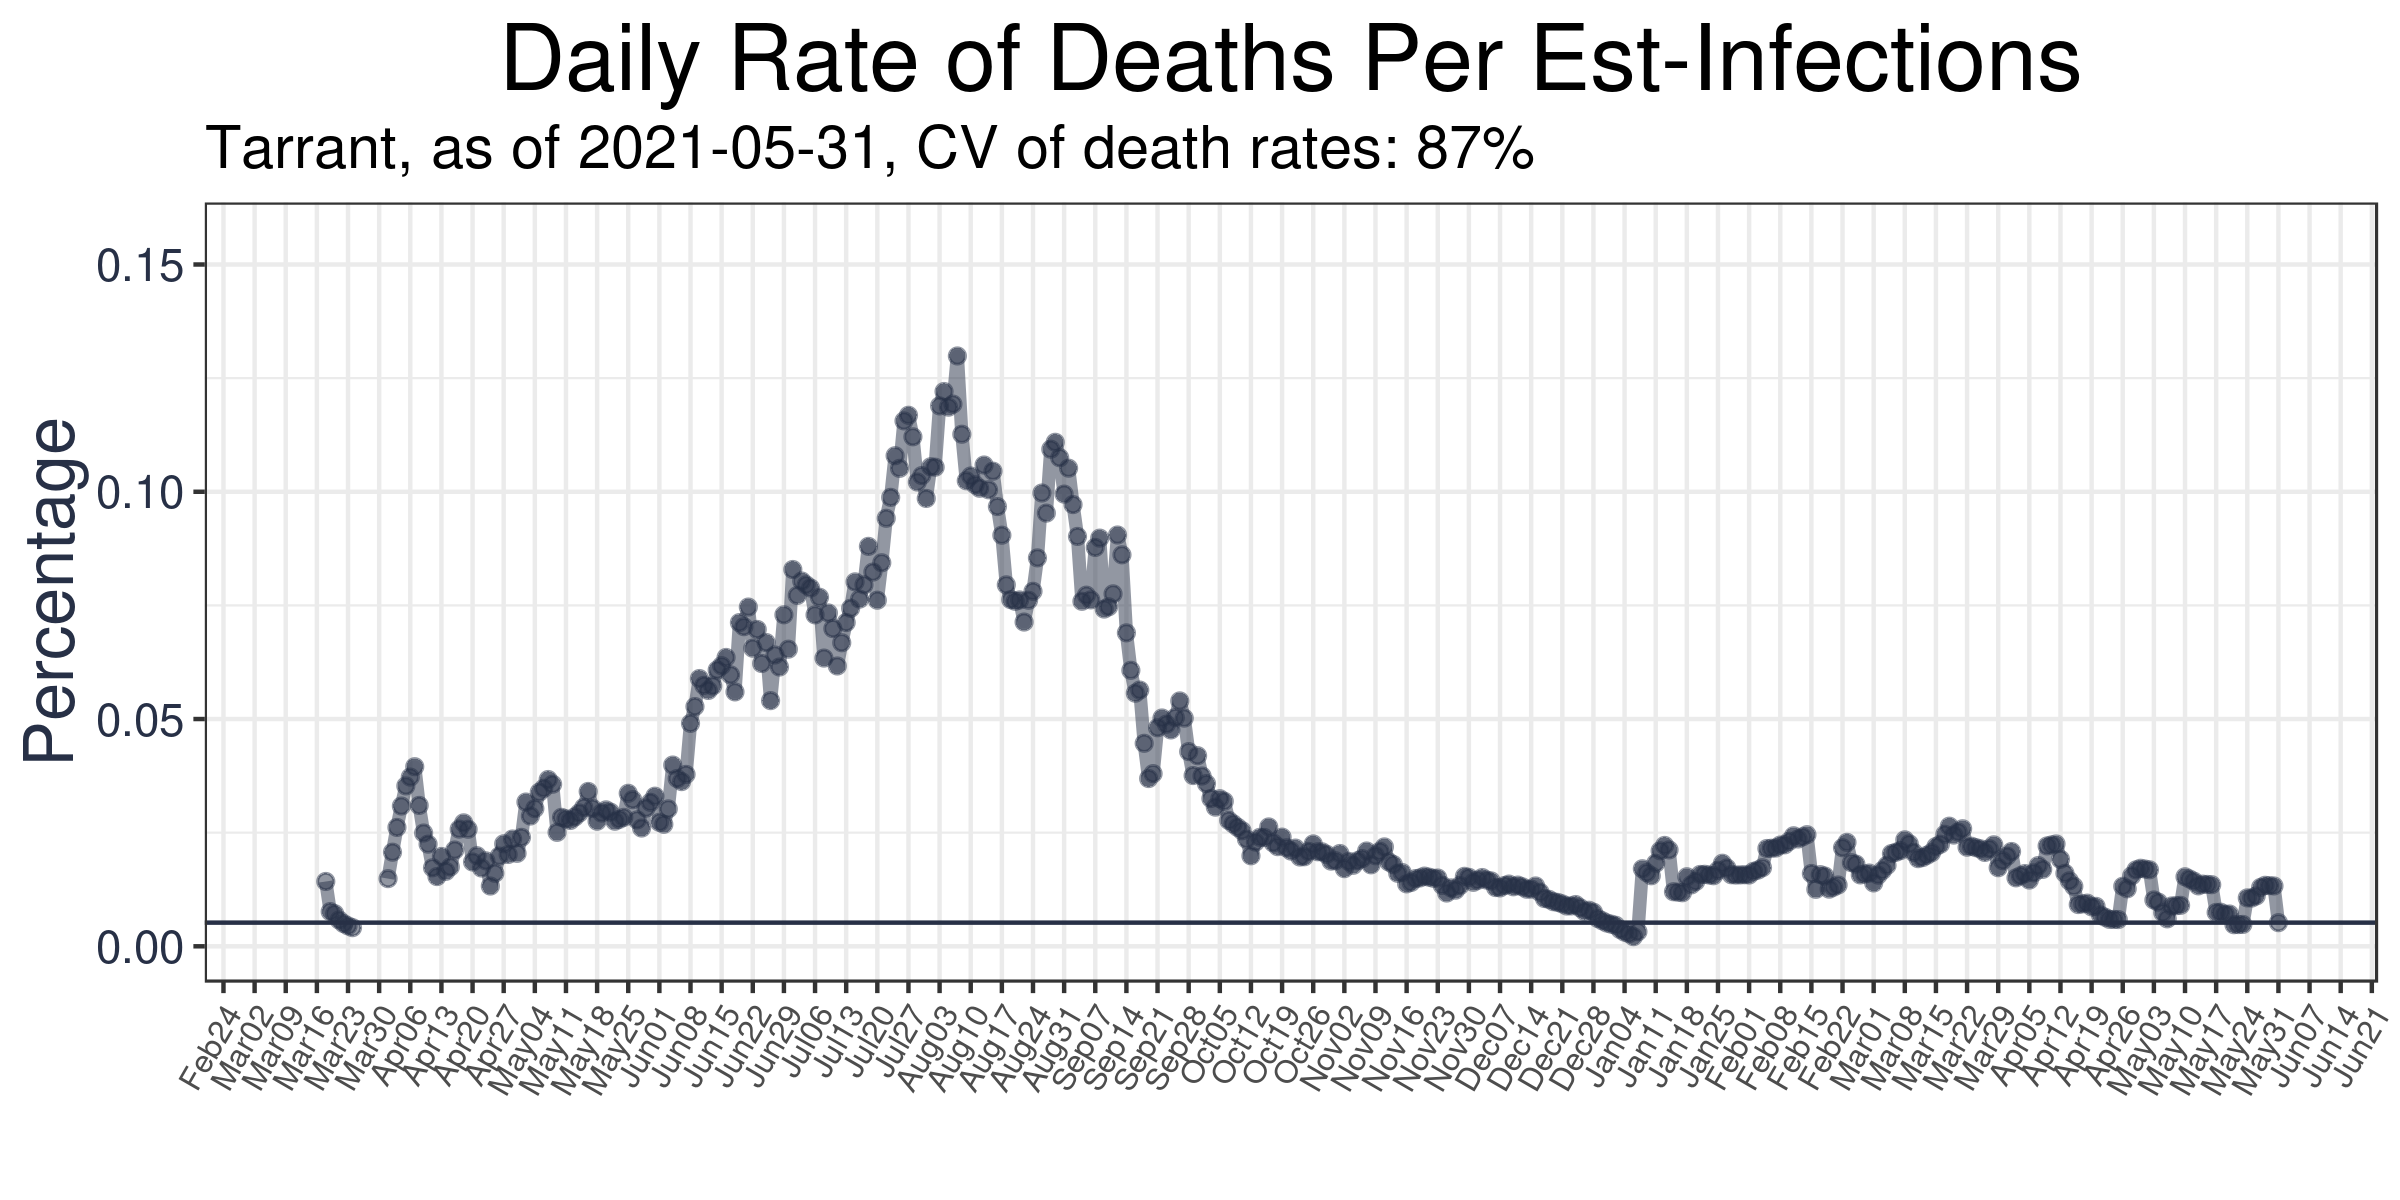 Daily Rate of Deaths Per Est-Infections
Tarrant, as of 2021-05-31, CV of death rates: 87%
Percentage
0.15
0.10
0.05
0.00
Feb24
Mar02
Mar09
Mar16
Mar23
Mar30
Apr06
Apr13
Apr20
Apr27
May04
May11
May18
May25
Jun01
Jun08
Jun15
Jun22
Jun29
Jul06
Jul13
Jul20
Jul27
Aug03
Aug10
Aug17
Aug24
Aug31
Sep07
Sep14
Sep21
Sep28
Oct05
Oct12
Oct19
Oct26
Nov02
Nov09
Nov16
Nov23
Nov30
Dec07
Dec14
Dec21
Dec28
Jan04
Jan11
Jan18
Jan25
Feb01
Feb08
Feb15
Feb22
Mar01
Mar08
Mar15
Mar22
Mar29
Apr05
Apr12
Apr19
Apr26
May03
May10
May17
May24
May31
Jun07
Jun14
Jun21